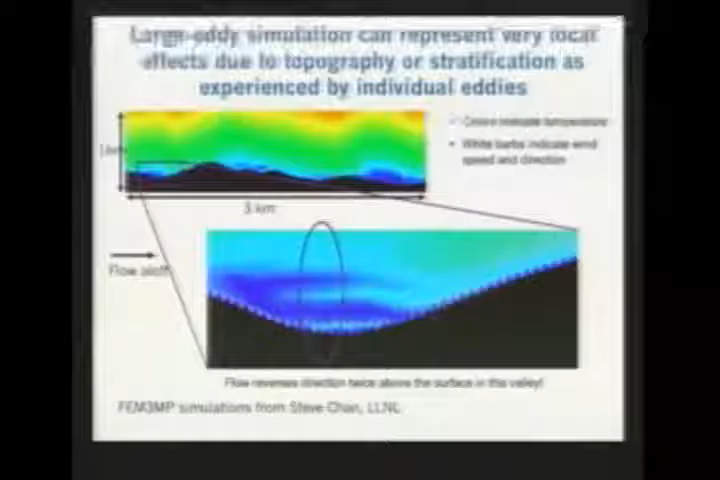 Large-eddy simulation can represent very local
effects due to topography or stratification as
experienced by individual eddies
Colors indicate temperature
• White barbs indicate wind
speed and direction
1km
3 km
Flow aloft
Flow reverses direction twice above the surface in this valley!
FEM3MP simulations from Steve Chan, LLNL